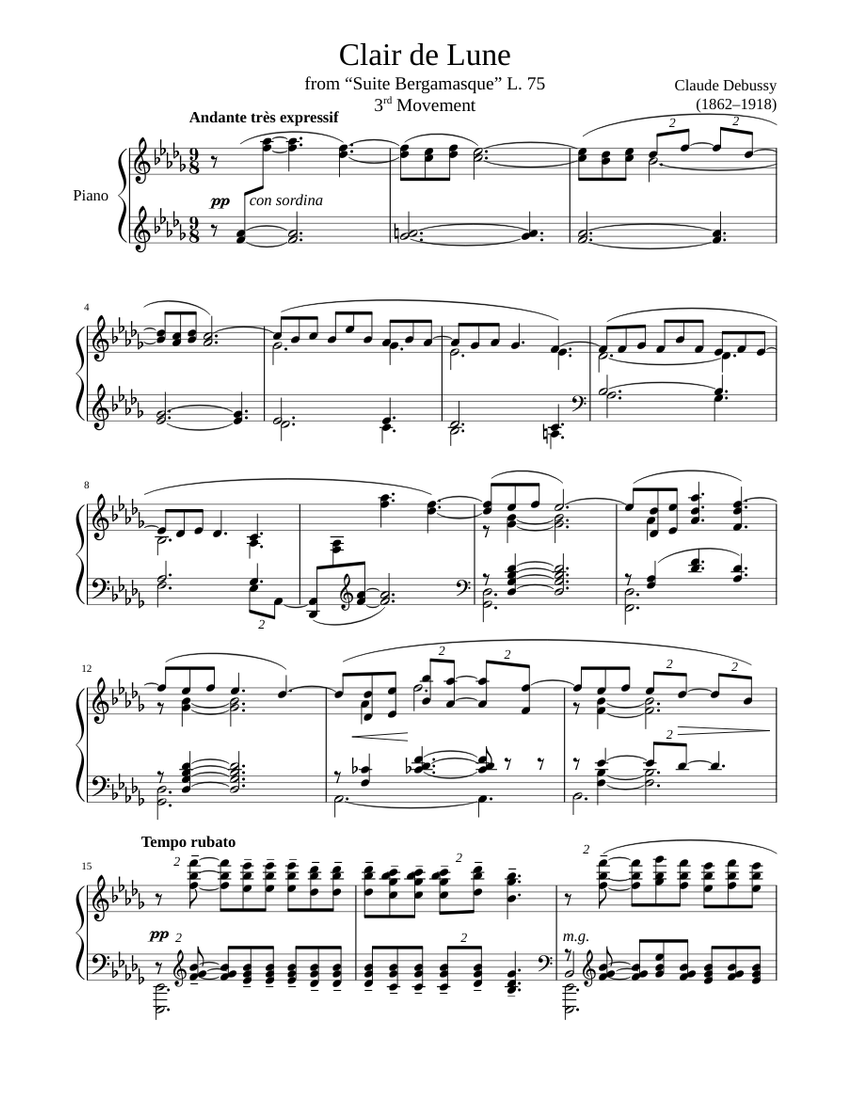 Clair de Lune
from “Suite Bergamasque” L. 75
3rd Movement
Claude Debussy
(1862–1918)
Andante très expressif
9
8
2
2
Piano
pp con sordina
9
8
4
8
2
12
2
2
2
2
2
Tempo rubato
15
2
2
2
pp
2
2
m.g.